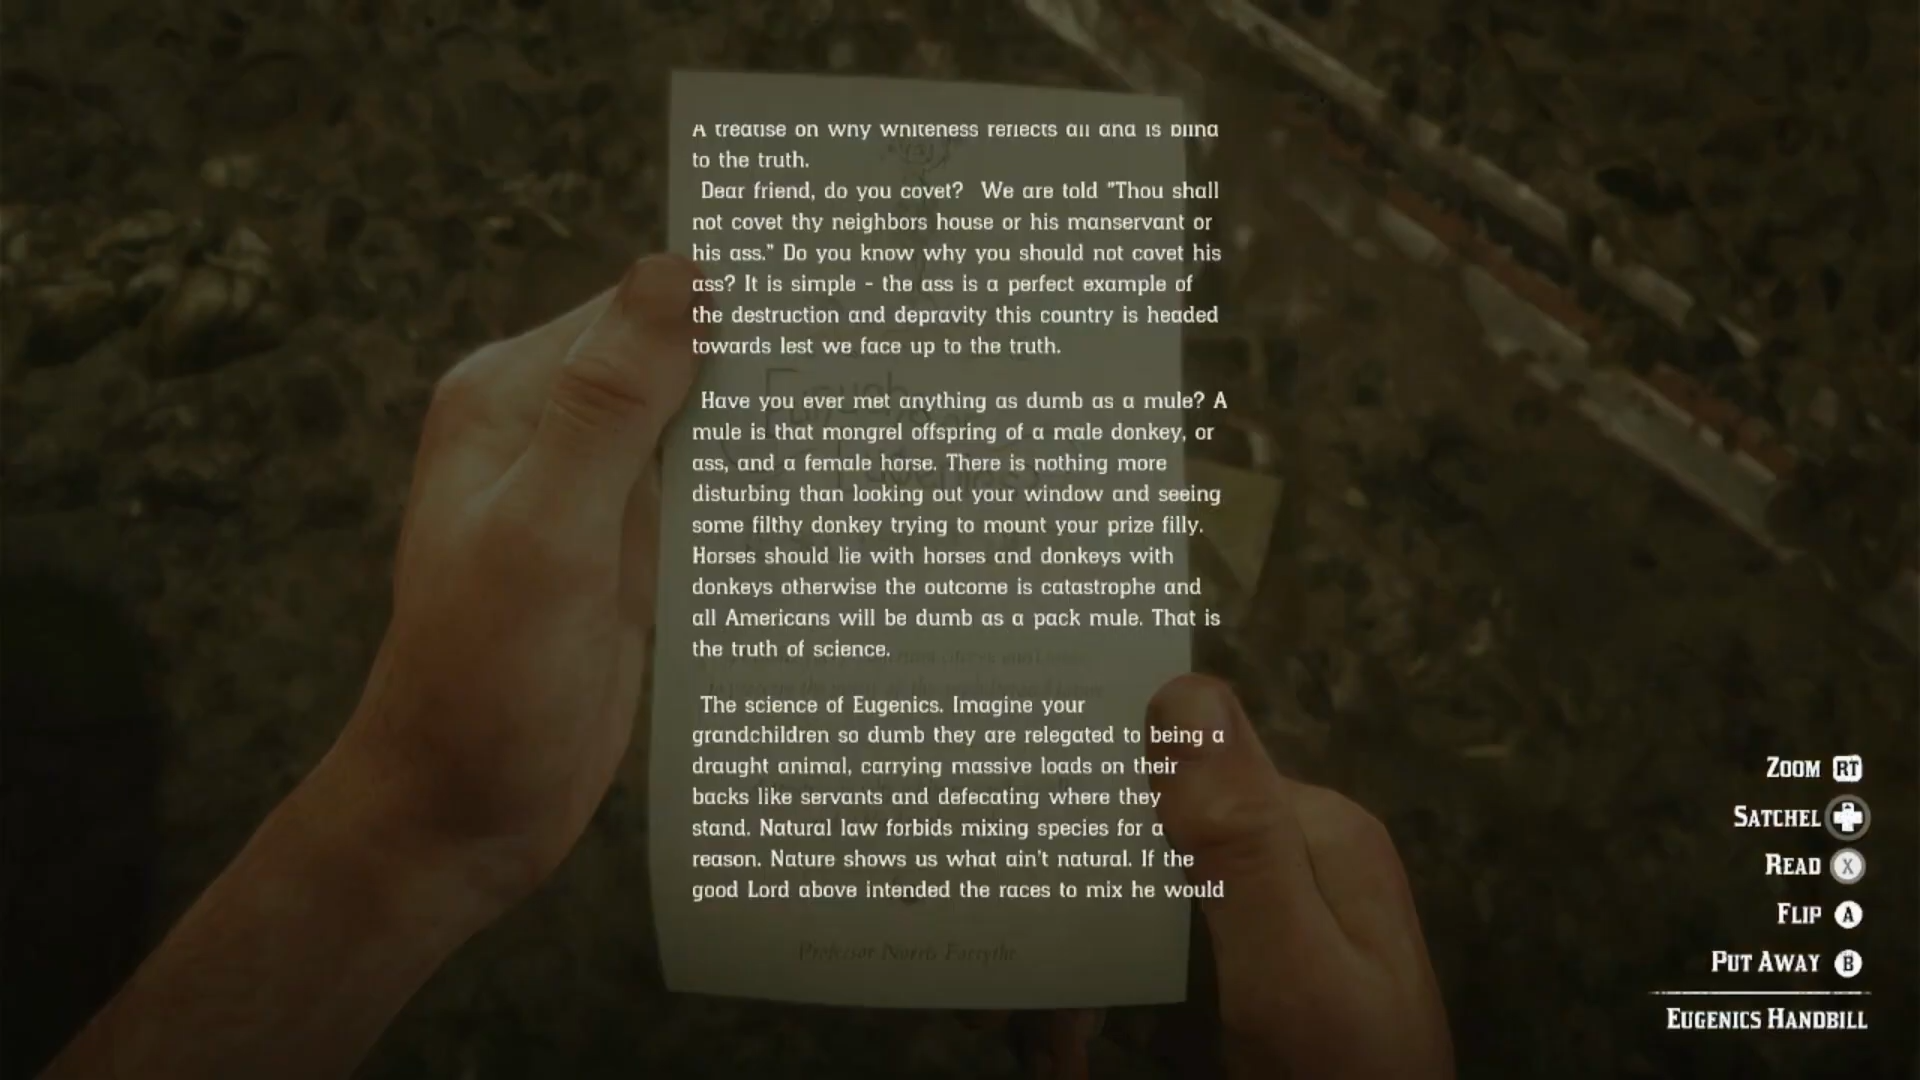 A treatise on why whiteness reflects all and is blind
to the truth.
Dear friend, do you covet? We are told "Thou shall
not covet thy neighbors house or his manservant or
his ass." Do you know why you should not covet his
ass? It is simple - the ass is a perfect example of
the destruction and depravity this country is headed
towards lest we face up to the truth.
Have you ever met anything as dumb as a mule? A
mule is that mongrel offspring of a male donkey, or
ass, and a female horse. There is nothing more
disturbing than looking out your window and seeing
some filthy donkey trying to mount your prize filly.
Horses should lie with horses and donkeys with
donkeys otherwise the outcome is catastrophe and
all Americans will be dumb as a pack mule. That is
the truth of science.
The science of Eugenics. Imagine your
grandchildren so dumb they are relegated to being a
draught animal, carrying massive loads on their
backs like servants and defecating where they
stand. Natural law forbids mixing species for a
reason. Nature shows us what ain't natural. If the
good Lord above intended the races to mix he would
Professor Norris Forsythe
ZOOM RT
SATCHEL
READ X
FLIP A
PUT AWAY B
EUGENICS HANDBILL